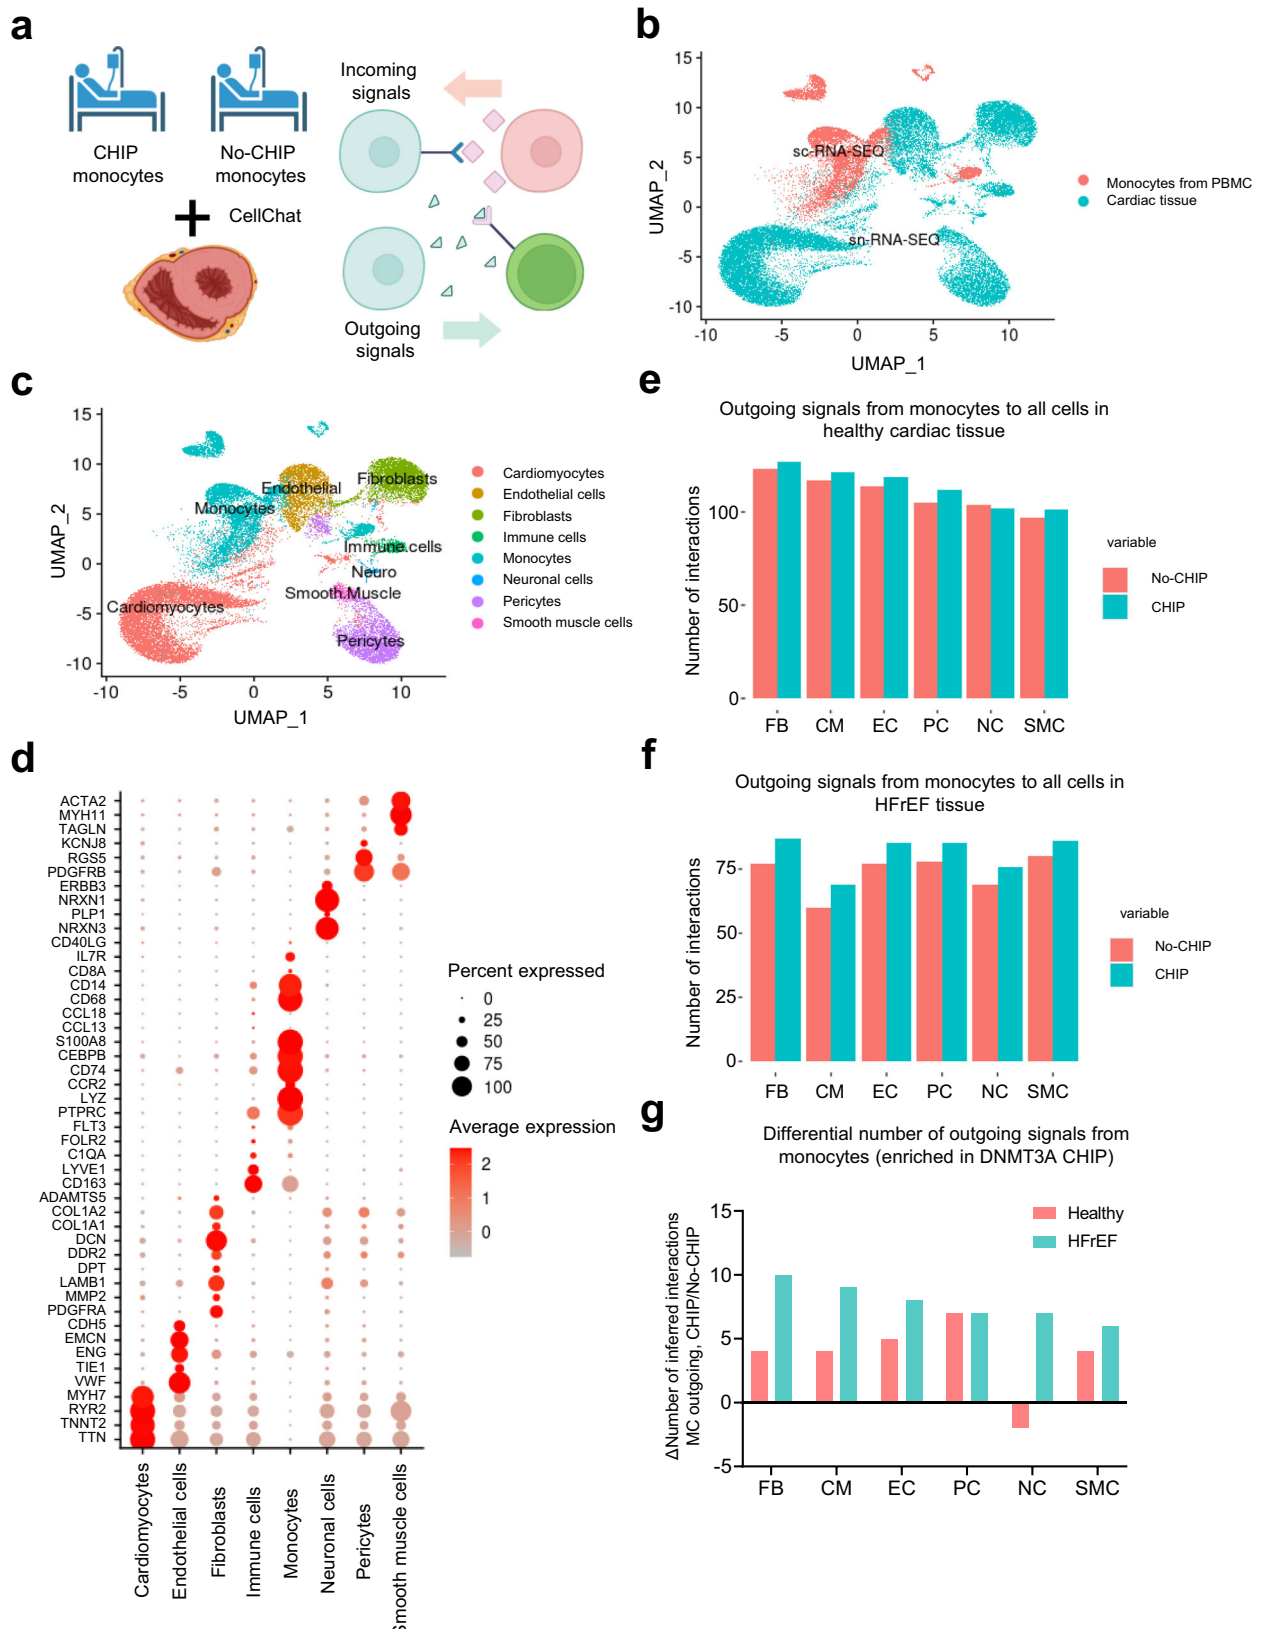 a
CHIP
monocytes
No-CHIP
monocytes
CellChat
Incoming
signals
Outgoing
signals
b
15
10
5
0
-5
-10
UMAP_2
sc-RNA-SEQ
sn-RNA-SEQ
-10
-5
0
5
10
UMAP_1
Monocytes from PBMC
Cardiac tissue
c
15
10
5
0
-5
-10
UMAP_2
Endothelial
Fibroblasts
Monocytes
Immune cells
Neuro
Smooth Muscle
Cardiomyocytes
Pericytes
-10
-5
0
5
10
UMAP_1
Cardiomyocytes
Endothelial cells
Fibroblasts
Immune cells
Monocytes
Neuronal cells
Pericytes
Smooth muscle cells
d
ACTA2
MYH11
TAGLN
KCNJ8
RGS5
PDGFRB
ERBB3
NRXN1
PLP1
NRXN3
CD40LG
IL7R
CD8A
CD14
CD68
CCL18
CCL13
S100A8
CEBPB
CD74
CCR2
LYZ
PTPRC
FLT3
FOLR2
C1QA
LYVE1
CD163
ADAMTS5
COL1A2
COL1A1
DCN
DDR2
DPT
LAMB1
MMP2
PDGFRA
CDH5
EMCN
ENG
TIE1
VWF
MYH7
RYR2
TNNT2
TTN
Cardiomyocytes
Endothelial cells
Fibroblasts
Immune cells
Monocytes
Neuronal cells
Pericytes
Smooth muscle cells
Percent expressed
0
25
50
75
100
Average expression
2
1
0
e
Outgoing signals from monocytes to all cells in
healthy cardiac tissue
Number of interactions
100
50
0
FB
CM
EC
PC
NC
SMC
variable
No-CHIP
CHIP
f
Outgoing signals from monocytes to all cells in
HFrEF tissue
Number of interactions
75
50
25
0
FB
CM
EC
PC
NC
SMC
variable
No-CHIP
CHIP
g
Differential number of outgoing signals from
monocytes (enriched in DNMT3A CHIP)
ΔNumber of inferred interactions
MC outgoing, CHIP/No-CHIP
15
10
5
0
-5
Healthy
HFrEF
FB
CM
EC
PC
NC
SMC